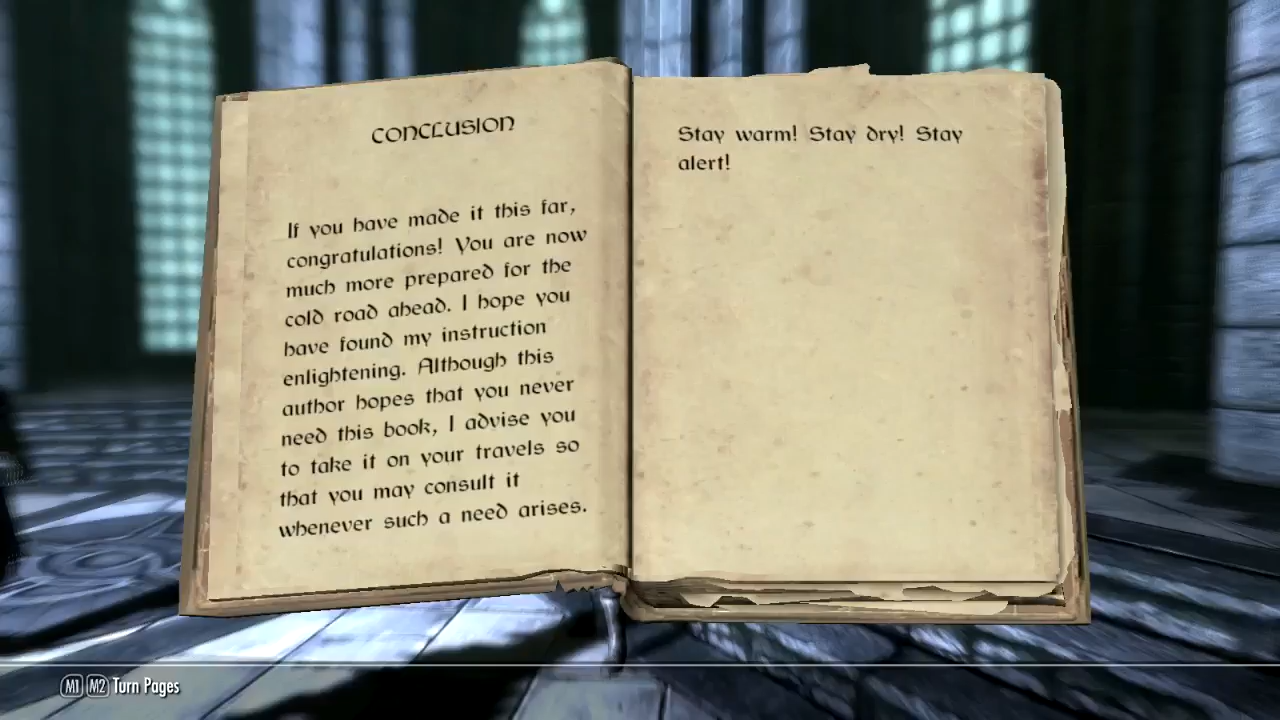 CONCLUSION
If you have made it this far,
congratulations! You are now
much more prepared for the
cold road ahead. I hope you
have found my instruction
enlightening. Although this
author hopes that you never
need this book, I advise you
to take it on your travels so
that you may consult it
whenever such a need arises.
Stay warm! Stay dry! Stay
alert!
M1 M2 Turn Pages